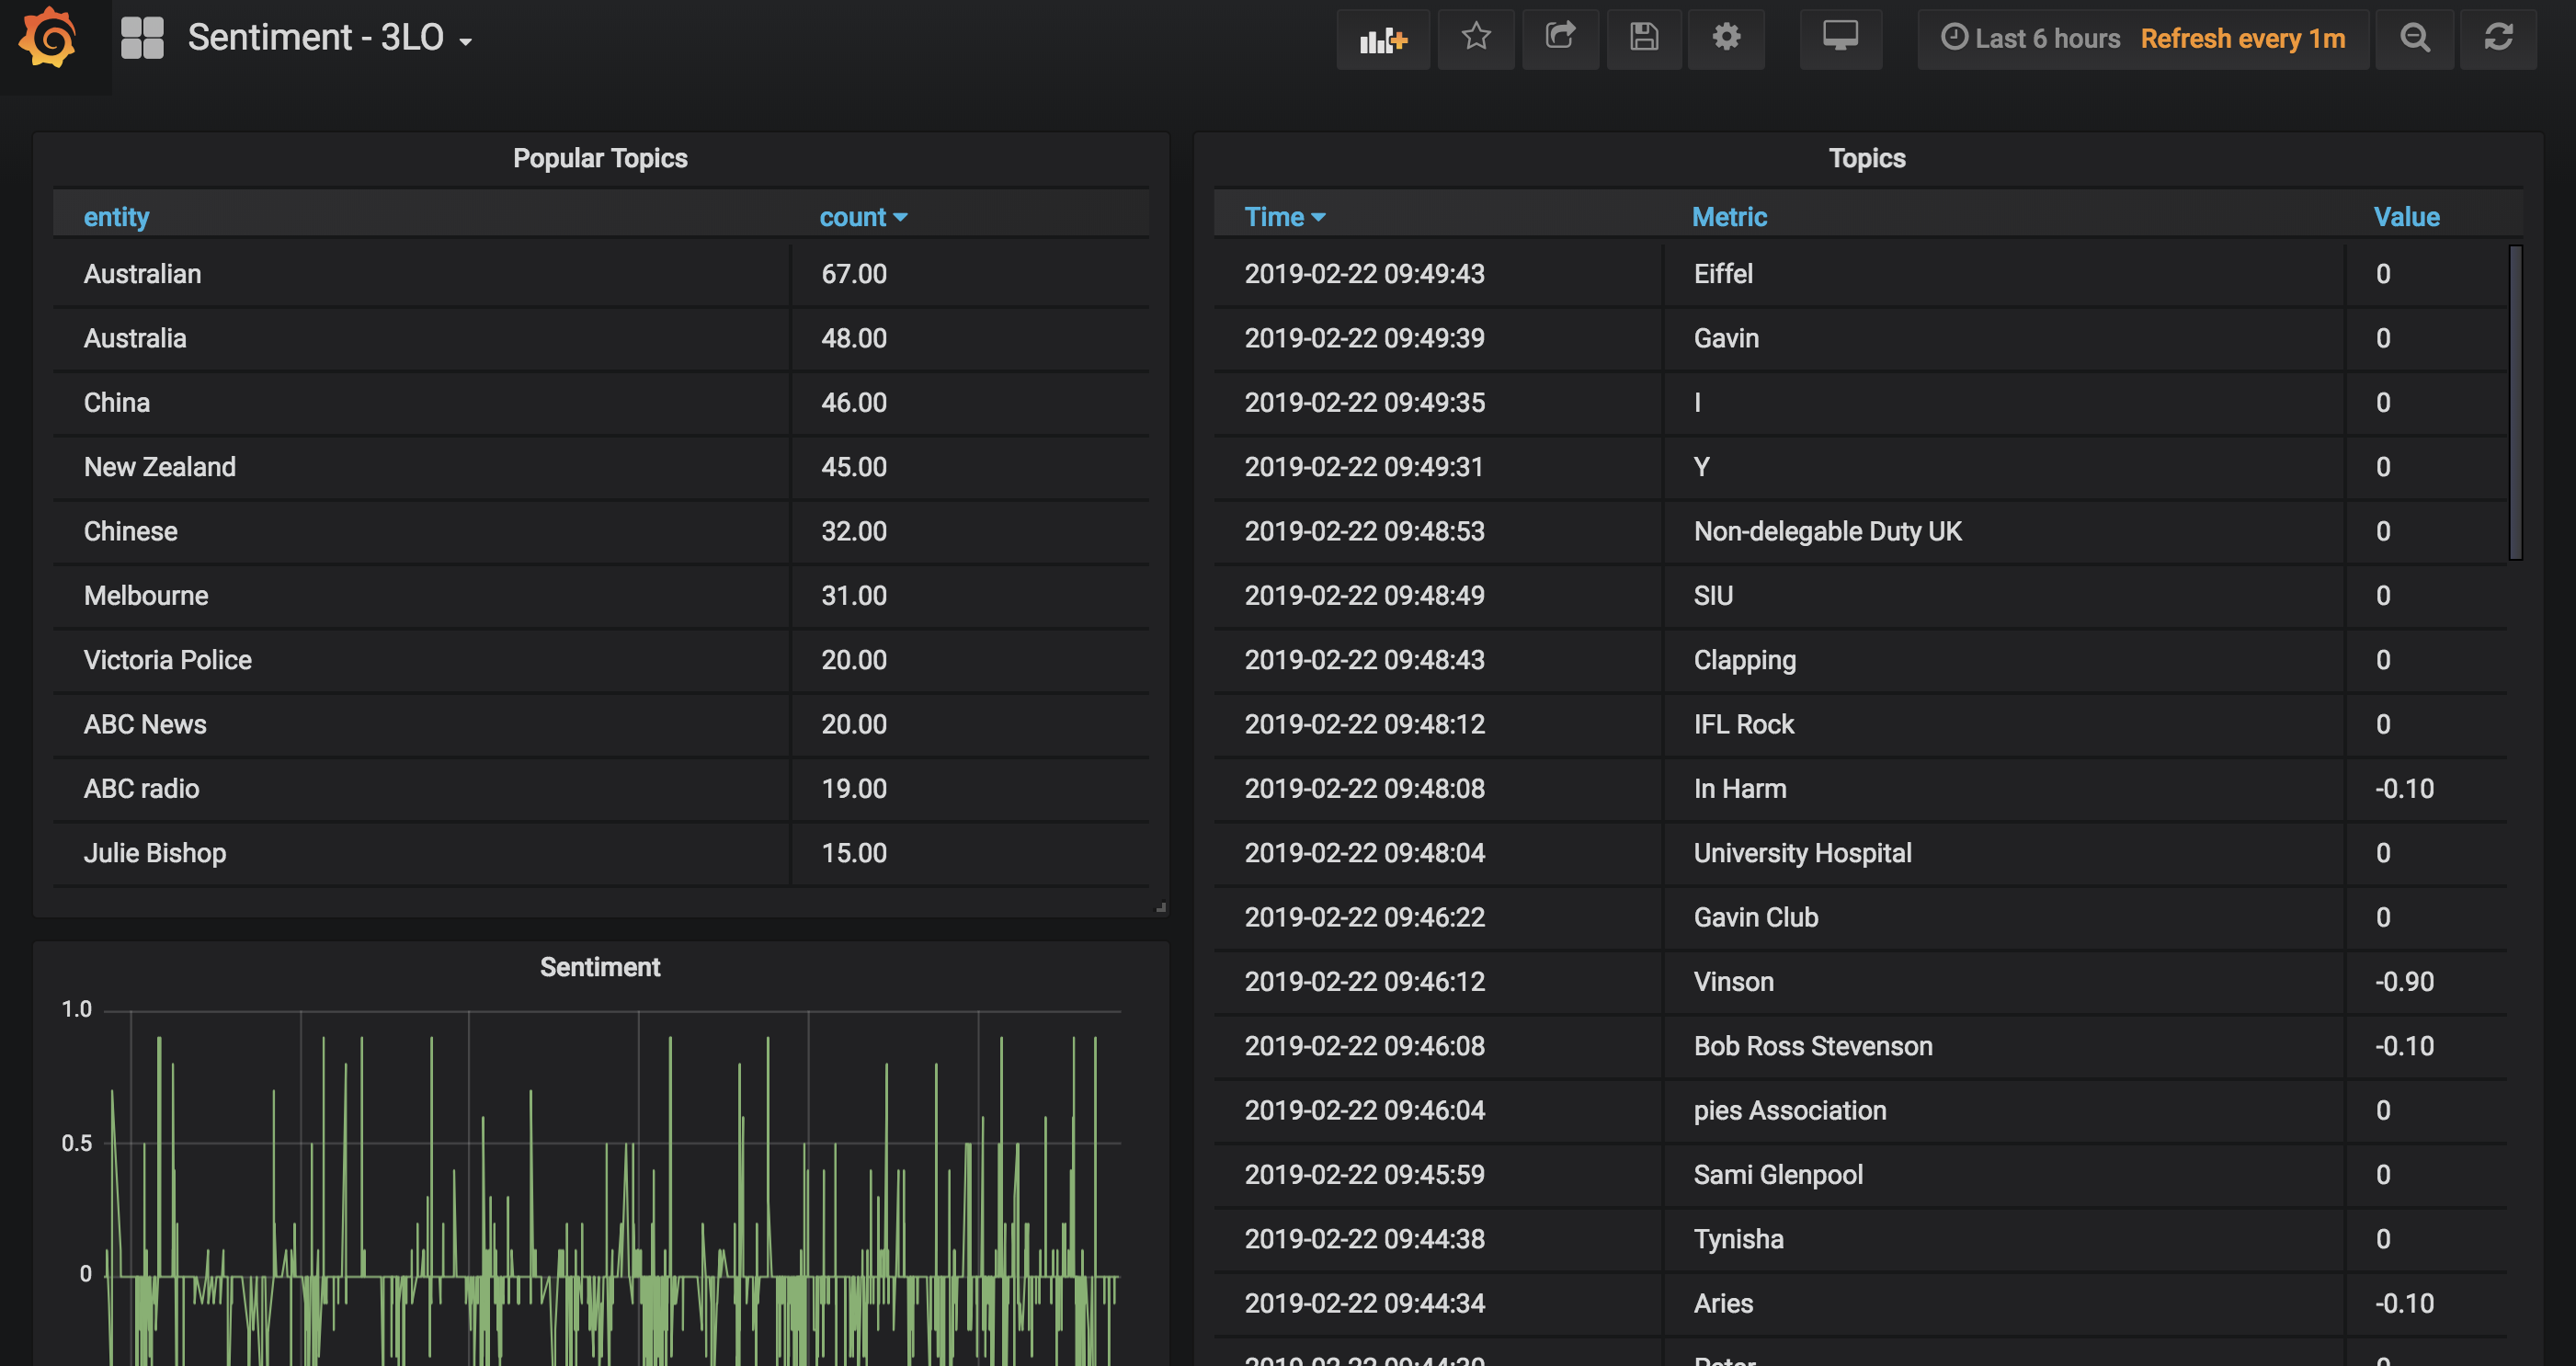 Sentiment - 3LO
Last 6 hours Refresh every 1m
Popular Topics
entity count
Australian 67.00
Australia 48.00
China 46.00
New Zealand 45.00
Chinese 32.00
Melbourne 31.00
Victoria Police 20.00
ABC News 20.00
ABC radio 19.00
Julie Bishop 15.00
Sentiment
1.0
0.5
0
Topics
Time Metric Value
2019-02-22 09:49:43 Eiffel 0
2019-02-22 09:49:39 Gavin 0
2019-02-22 09:49:35 I 0
2019-02-22 09:49:31 Y 0
2019-02-22 09:48:53 Non-delegable Duty UK 0
2019-02-22 09:48:49 SIU 0
2019-02-22 09:48:43 Clapping 0
2019-02-22 09:48:12 IFL Rock 0
2019-02-22 09:48:08 In Harm -0.10
2019-02-22 09:48:04 University Hospital 0
2019-02-22 09:46:22 Gavin Club 0
2019-02-22 09:46:12 Vinson -0.90
2019-02-22 09:46:08 Bob Ross Stevenson -0.10
2019-02-22 09:46:04 pies Association 0
2019-02-22 09:45:59 Sami Glenpool 0
2019-02-22 09:44:38 Tynisha 0
2019-02-22 09:44:34 Aries -0.10